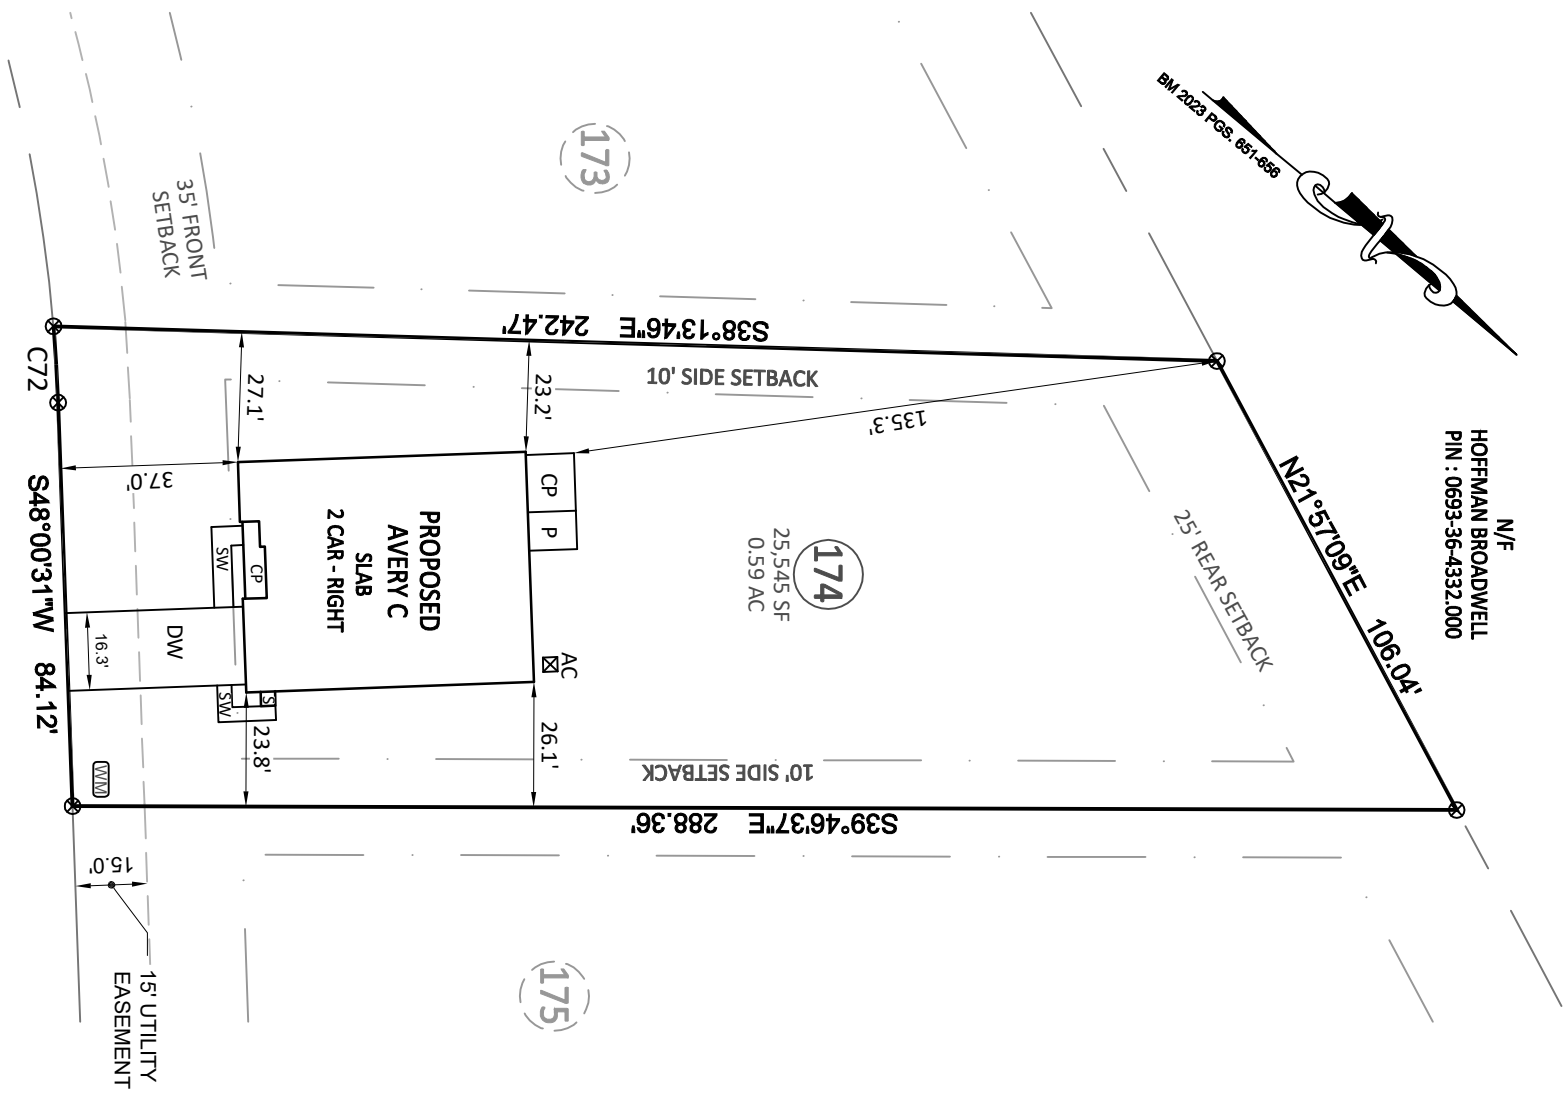 BM 2023 PGS. 651-656
N/F
HOFFMAN BROADWELL
PIN : 0693-36-4332.000
N21°57'09"E 106.04'
173
35' FRONT
SETBACK
S38°13'46"E 242.47'
10' SIDE SETBACK
C72
27.1'
23.2'
135.3'
37.0'
25' REAR SETBACK
CP
P
174
25,545 SF
0.59 AC
PROPOSED
AVERY C
SLAB
2 CAR - RIGHT
SW
CP
S48°00'31"W 84.12'
DW
16.3'
AC
SW
S
23.8'
26.1'
10' SIDE SETBACK
WM
S39°46'37"E 288.36'
15.0'
15' UTILITY
EASEMENT
175